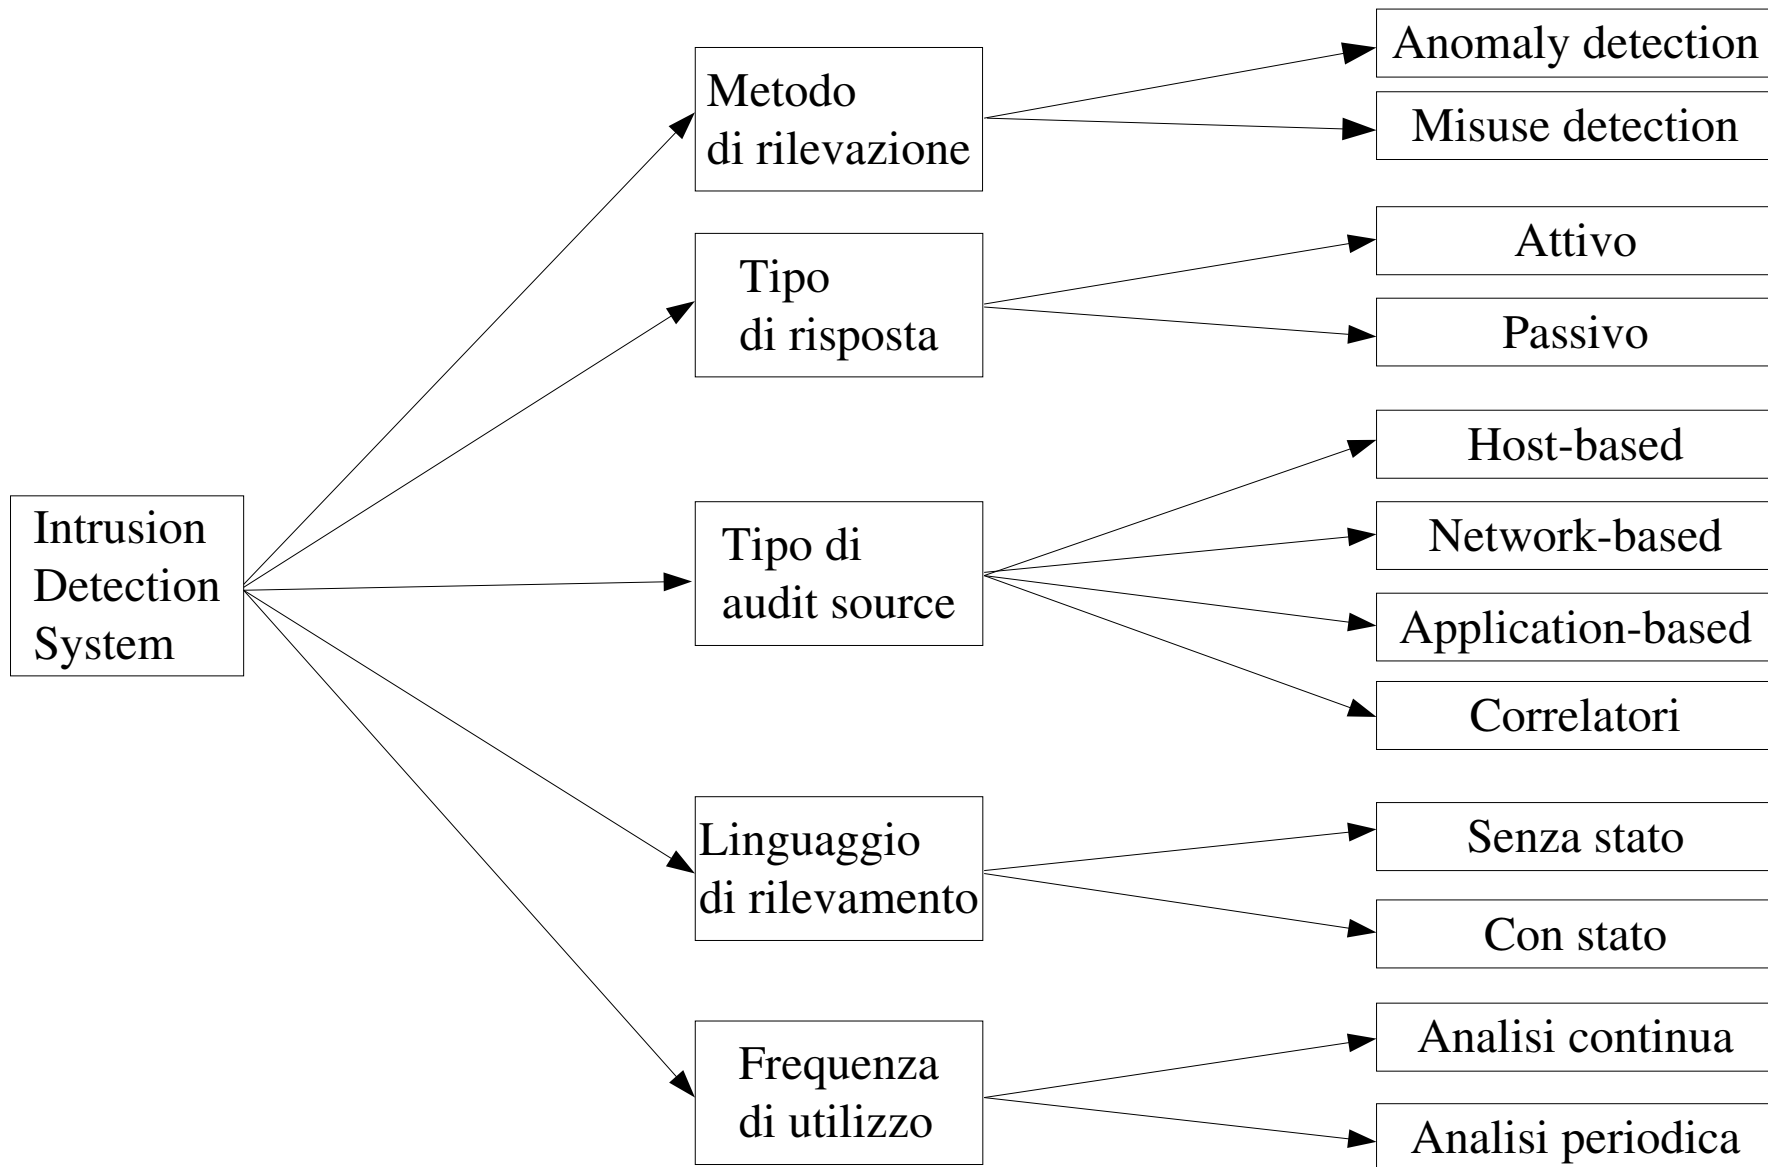 Intrusion
Detection
System
Metodo
di rilevazione
Anomaly detection
Misuse detection
Tipo
di risposta
Attivo
Passivo
Tipo di
audit source
Host-based
Network-based
Application-based
Correlatori
Linguaggio
di rilevamento
Senza stato
Con stato
Frequenza
di utilizzo
Analisi continua
Analisi periodica